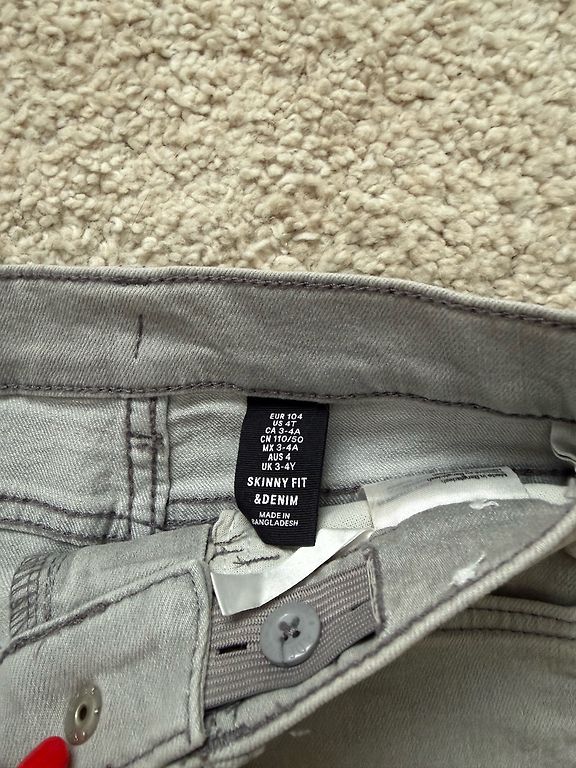 EUR 104
US 4T
CA 3-4A
CN 110/50
MX 3-4A
AUS 4
UK 3-4Y
SKINNY FIT
&DENIM
MADE IN
BANGLADESH